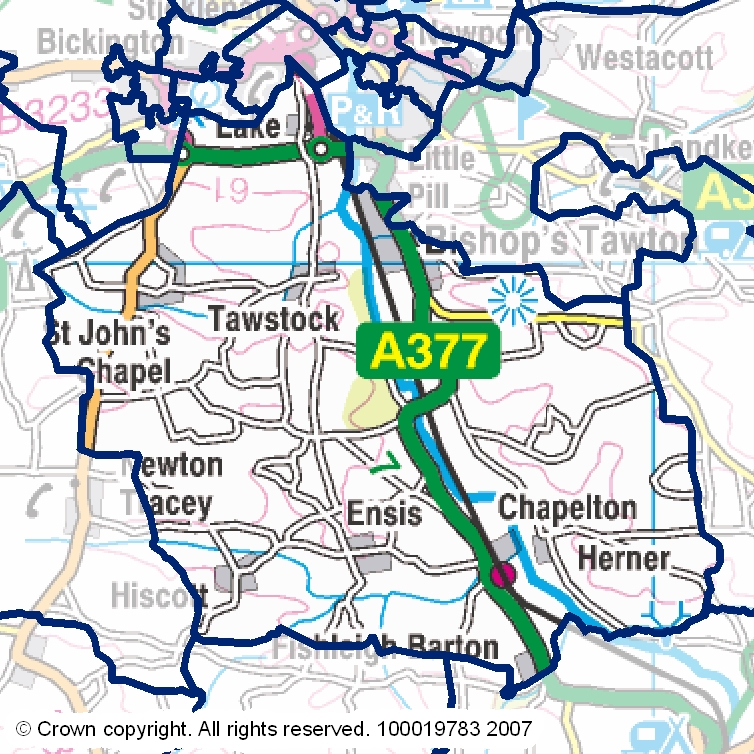 Bickington
Newport
Westacott
B3233
P&R
Lake
Landke
Little
Pill
A3
19
Bishop's Tawton
St John's
Chapel
Tawstock
A377
Newton
Tracey
7
Ensis
Chapelton
Herner
Hiscott
Fishleigh Barton
© Crown copyright. All rights reserved. 100019783 2007